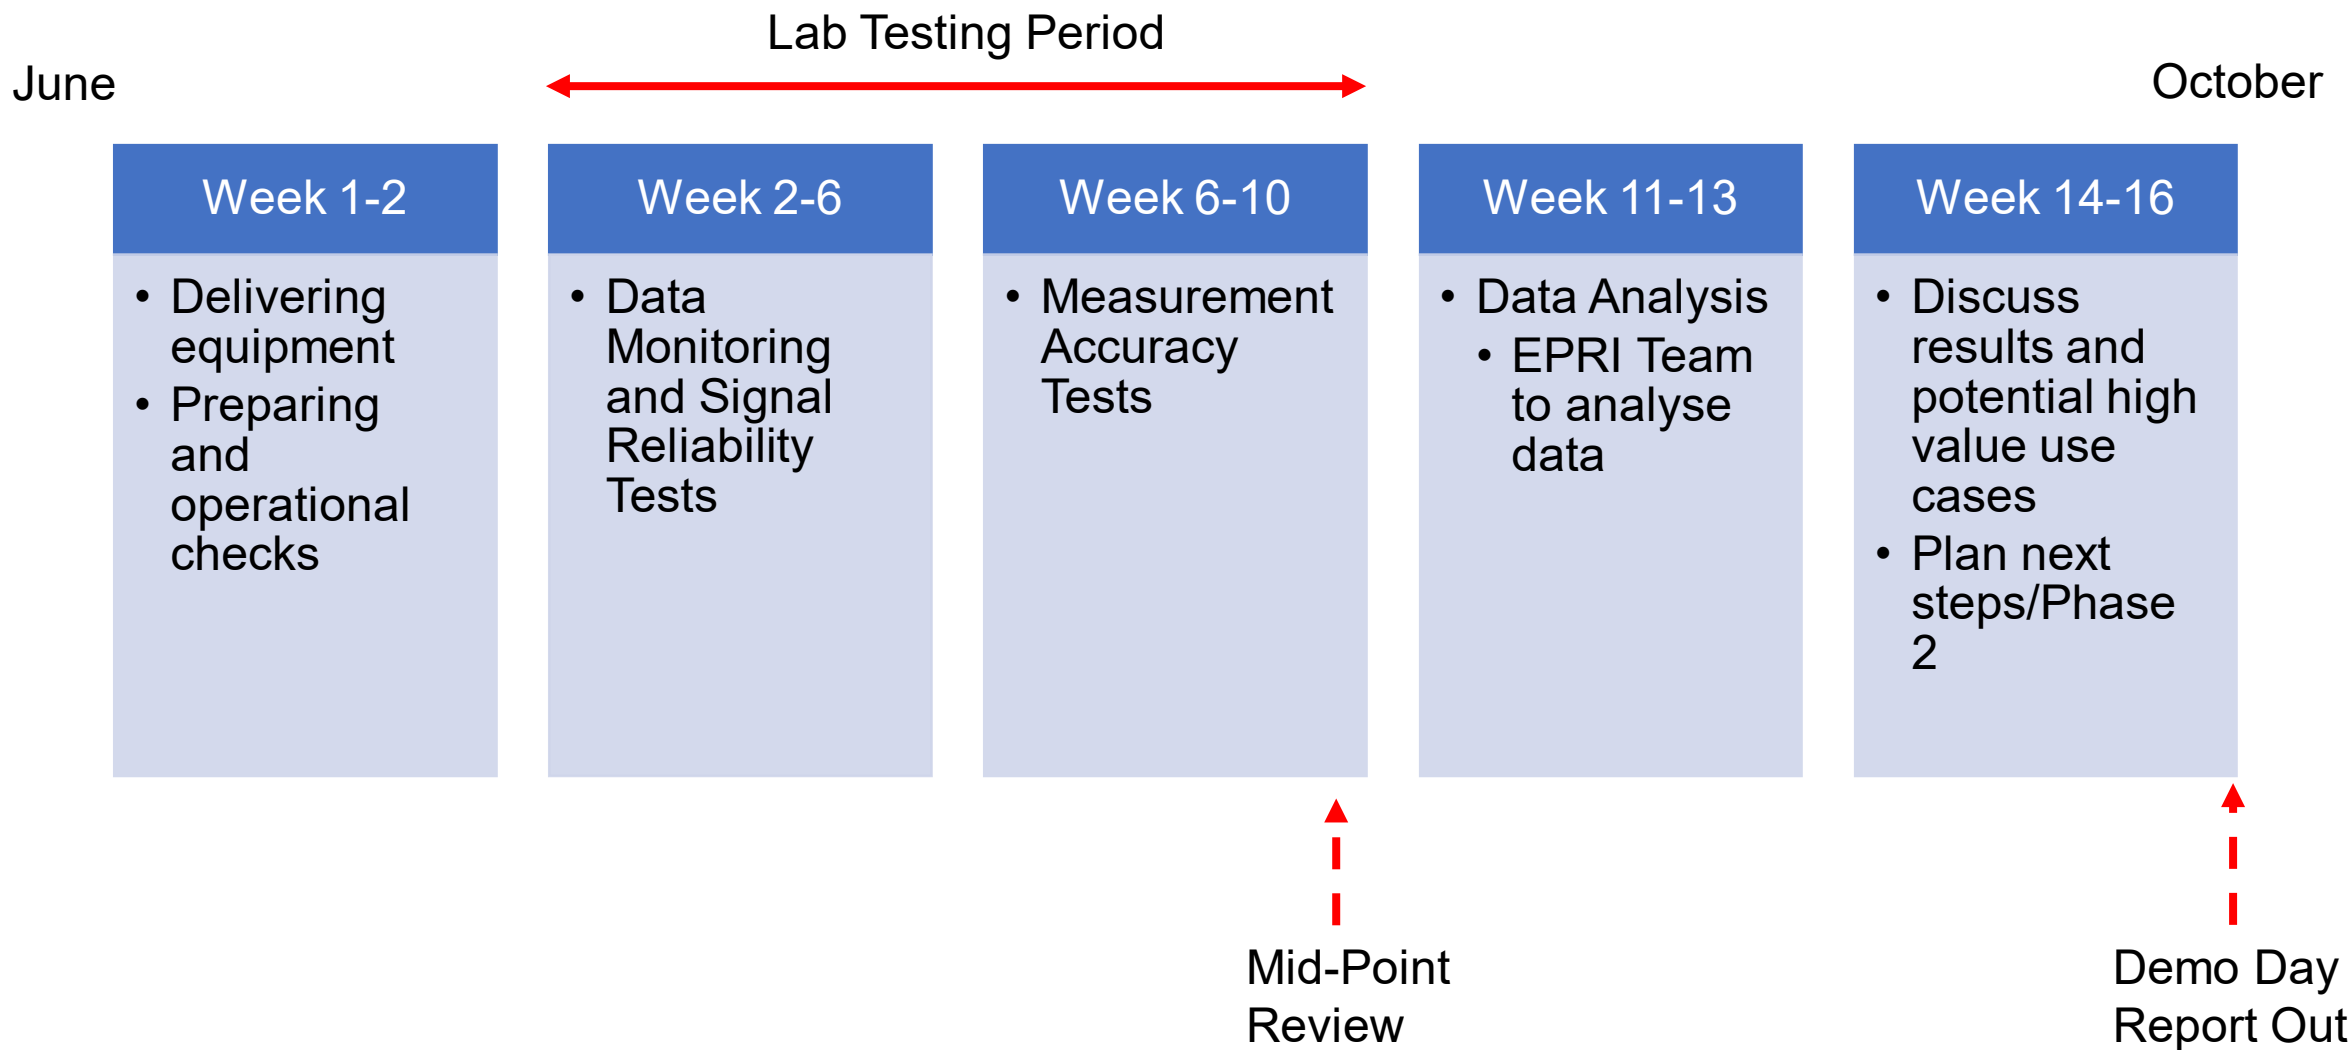 Lab Testing Period
June
October
Week 1-2
• Delivering
equipment
• Preparing
and
operational
checks
Week 2-6
• Data
Monitoring
and Signal
Reliability
Tests
Week 6-10
• Measurement
Accuracy
Tests
Week 11-13
• Data Analysis
• EPRI Team
to analyse
data
Week 14-16
• Discuss
results and
potential high
value use
cases
• Plan next
steps/Phase
2
Mid-Point
Review
Demo Day
Report Out